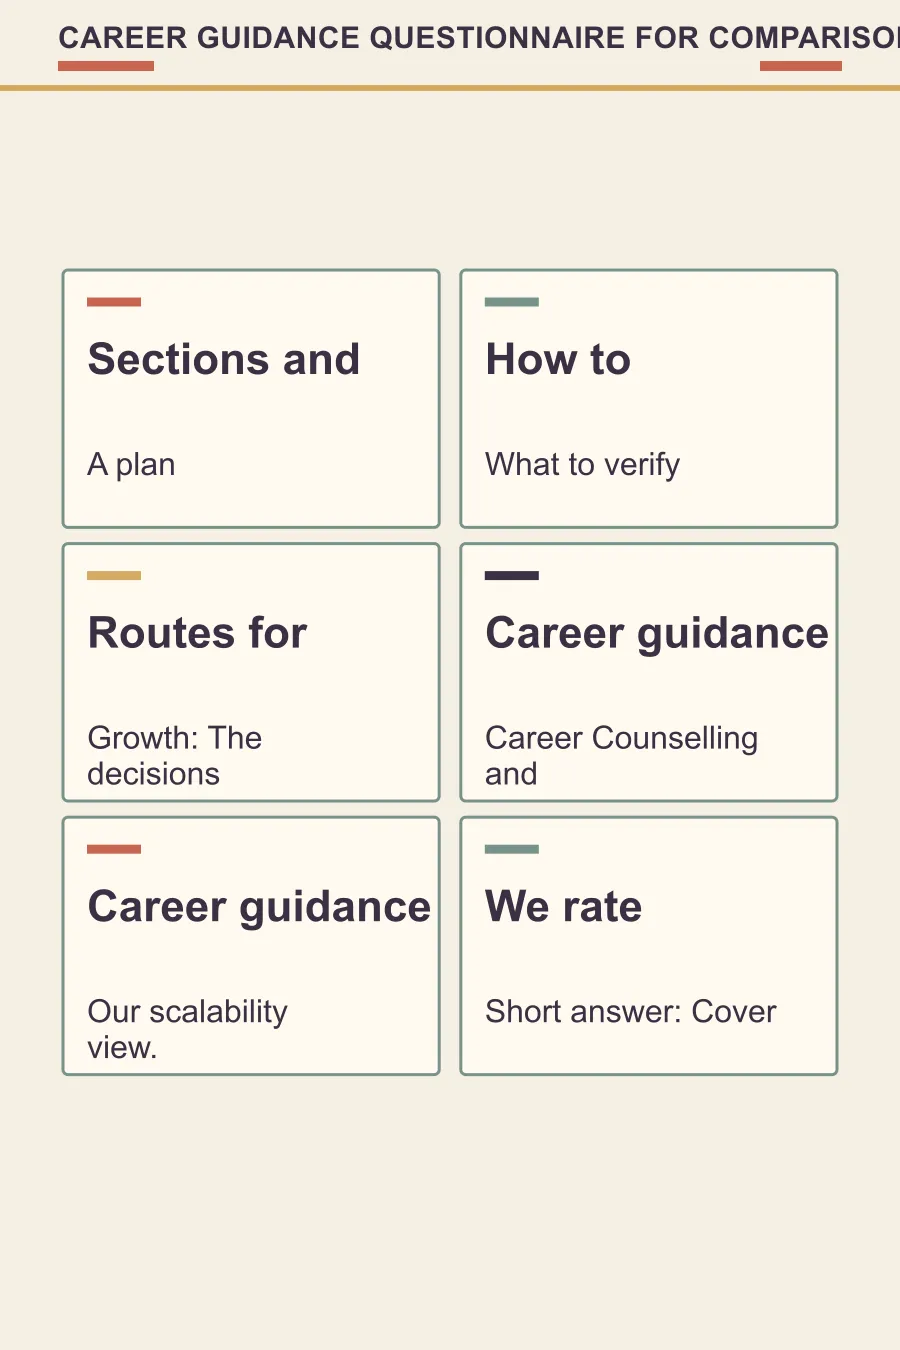 CAREER GUIDANCE QUESTIONNAIRE FOR COMPARISO
Sections and
A plan
How to
What to verify
Routes for
Growth: The
decisions
Career guidance
Career Counselling
and
Career guidance
Our scalability
view.
We rate
Short answer: Cover